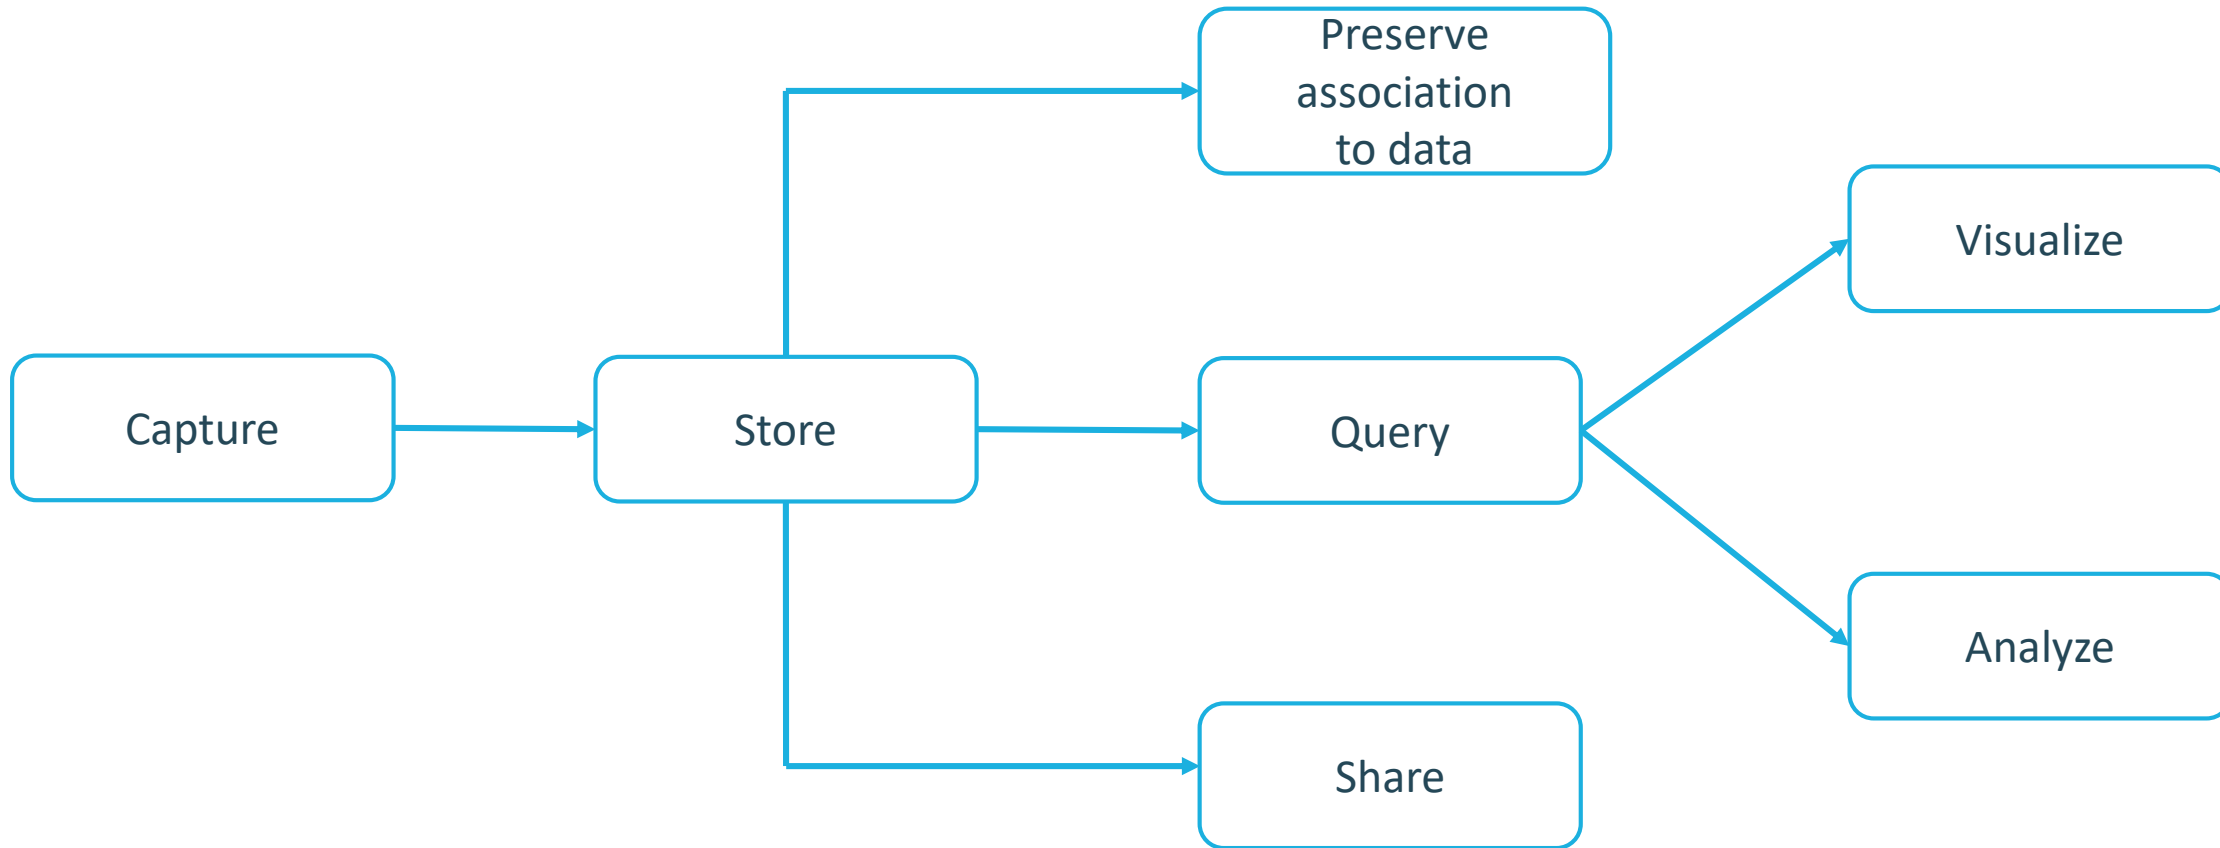 Preserve
association
to data
Visualize
Capture
Store
Query
Analyze
Share